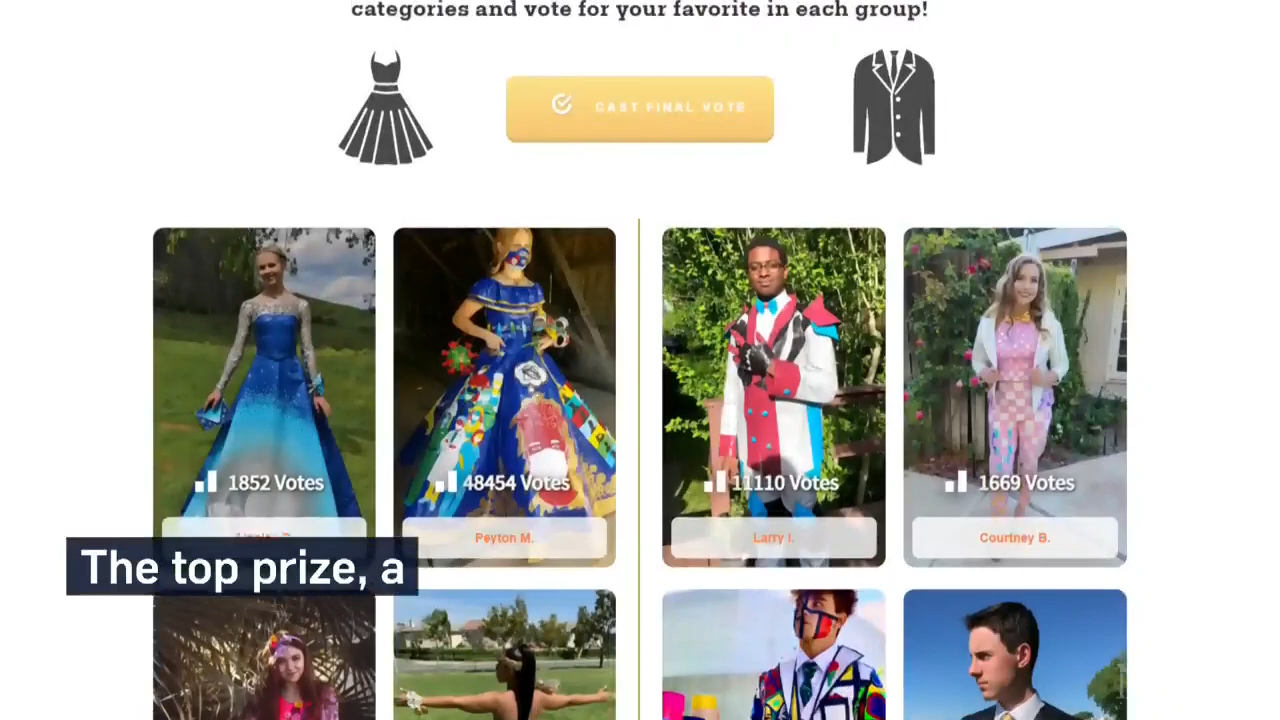 categories and vote for your favorite in each group!
CAST FINAL VOTE
1852 Votes
48454 Votes
11110 Votes
1669 Votes
Peyton M.
Larry I.
Courtney B.
The top prize, a